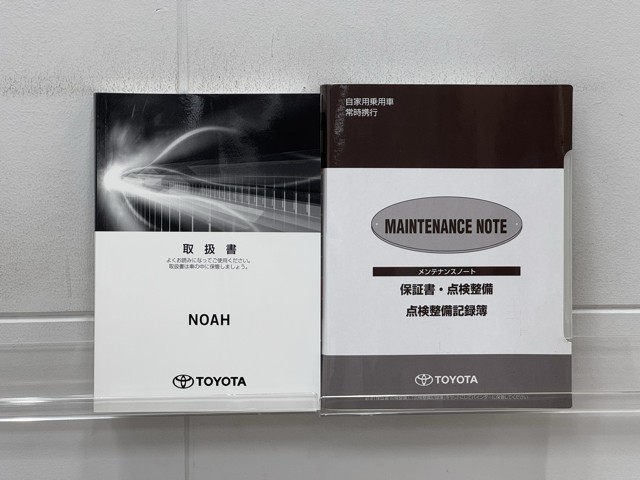 取扱書
よくお読みになってご使用ください。
取扱書は車の中に保管しましょう。
NOAH
TOYOTA
自家用乗用車
常時携行
MAINTENANCE NOTE
メンテナンスノート
保証書・点検整備
点検整備記録簿
TOYOTA